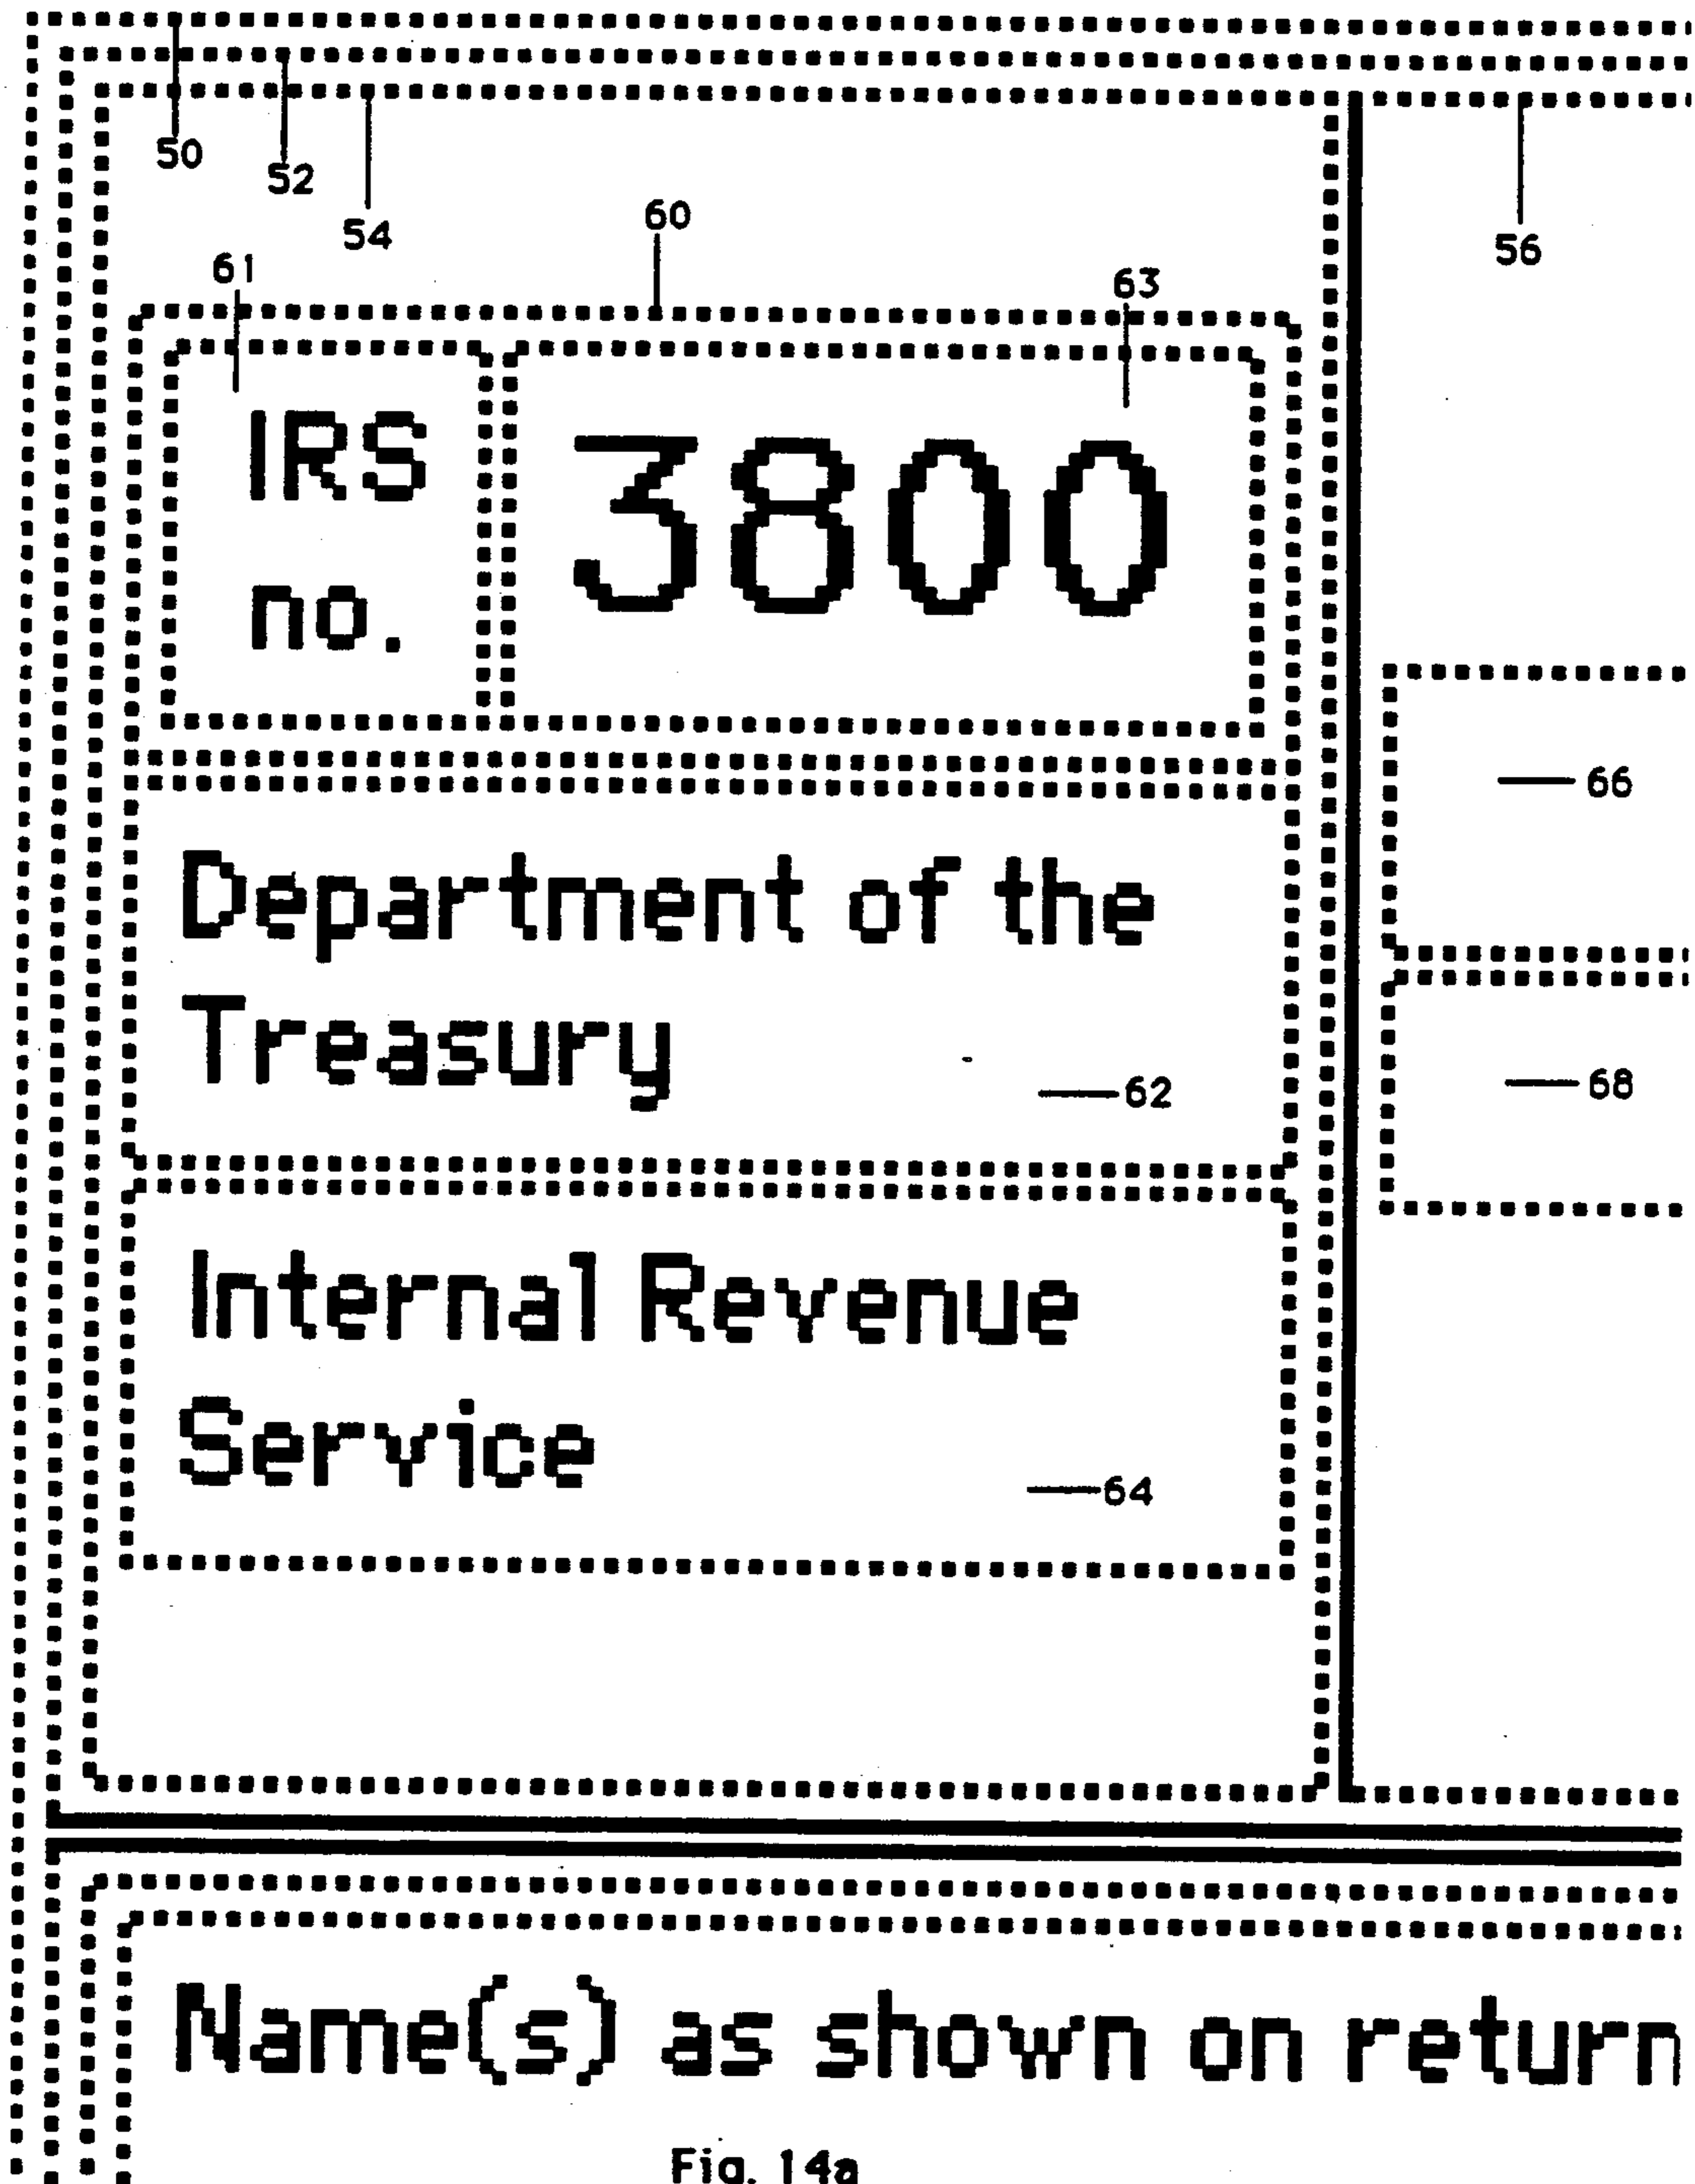 50
52
54
60
56
61
63
IRS
no.
3800
66
Department of the
Treasury
62
68
Internal Revenue
Service
64
Name(s) as shown on return
Fig. 14a